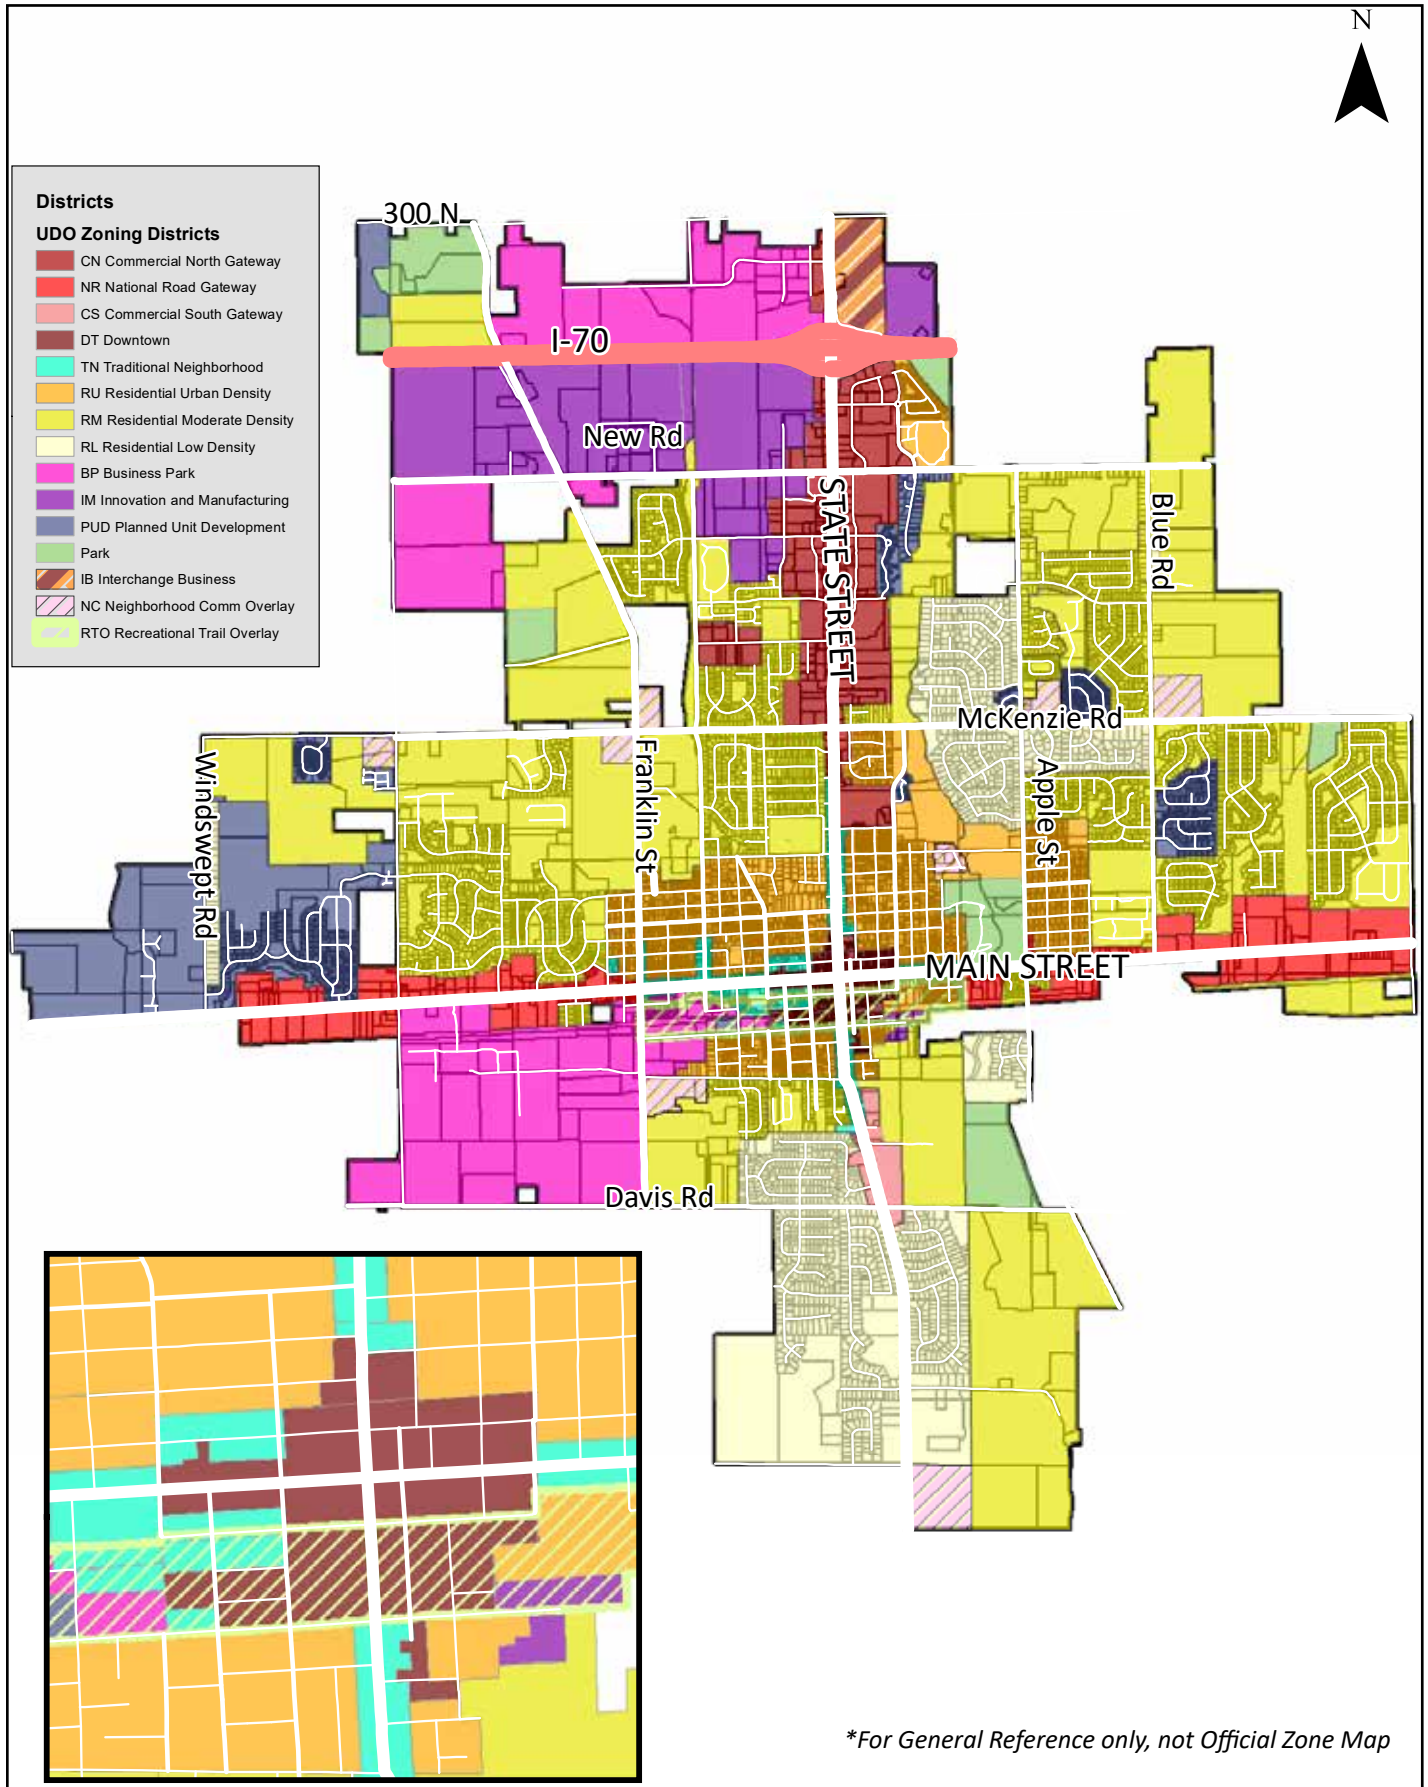 N
Districts
UDO Zoning Districts
CN Commercial North Gateway
NR National Road Gateway
CS Commercial South Gateway
DT Downtown
TN Traditional Neighborhood
RU Residential Urban Density
RM Residential Moderate Density
RL Residential Low Density
BP Business Park
IM Innovation and Manufacturing
PUD Planned Unit Development
Park
IB Interchange Business
NC Neighborhood Comm Overlay
RTO Recreational Trail Overlay
300 N
I-70
New Rd
STATE STREET
Blue Rd
McKenzie Rd
Windswept Rd
Franklin St
Apple St
MAIN STREET
Davis Rd
*For General Reference only, not Official Zone Map